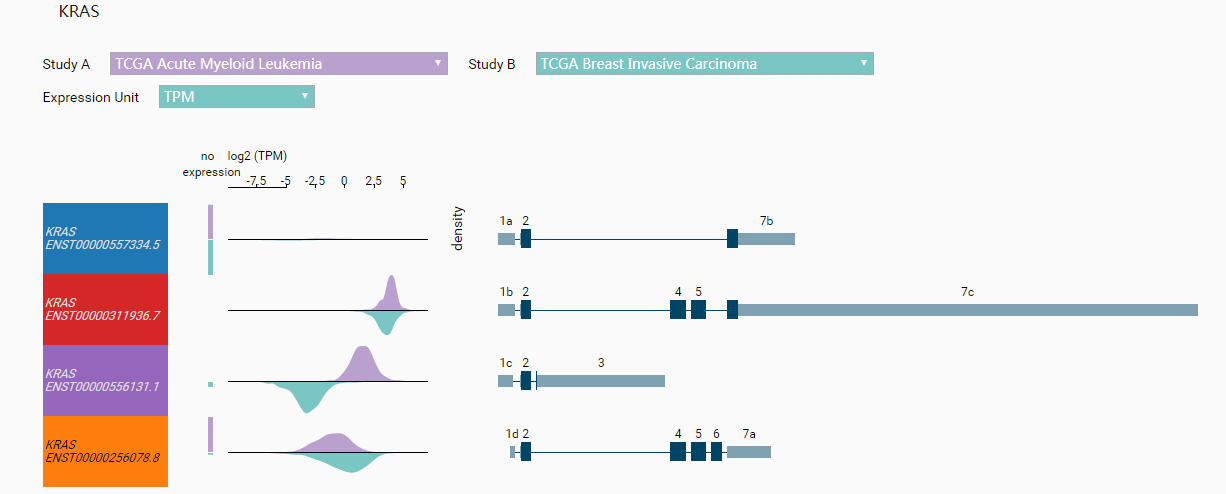 KRAS
Study A TCGA Acute Myeloid Leukemia Study B TCGA Breast Invasive Carcinoma
Expression Unit TPM
no log2 (TPM)
expression
-7.5 -5 -2.5 0 2.5 5
density
KRAS
ENST00000557334.5
1a 2 7b
KRAS
ENST00000311936.7
1b 2 4 5 7c
KRAS
ENST00000556131.1
1c 2 3
KRAS
ENST00000256078.8
1d 2 4 5 6 7a